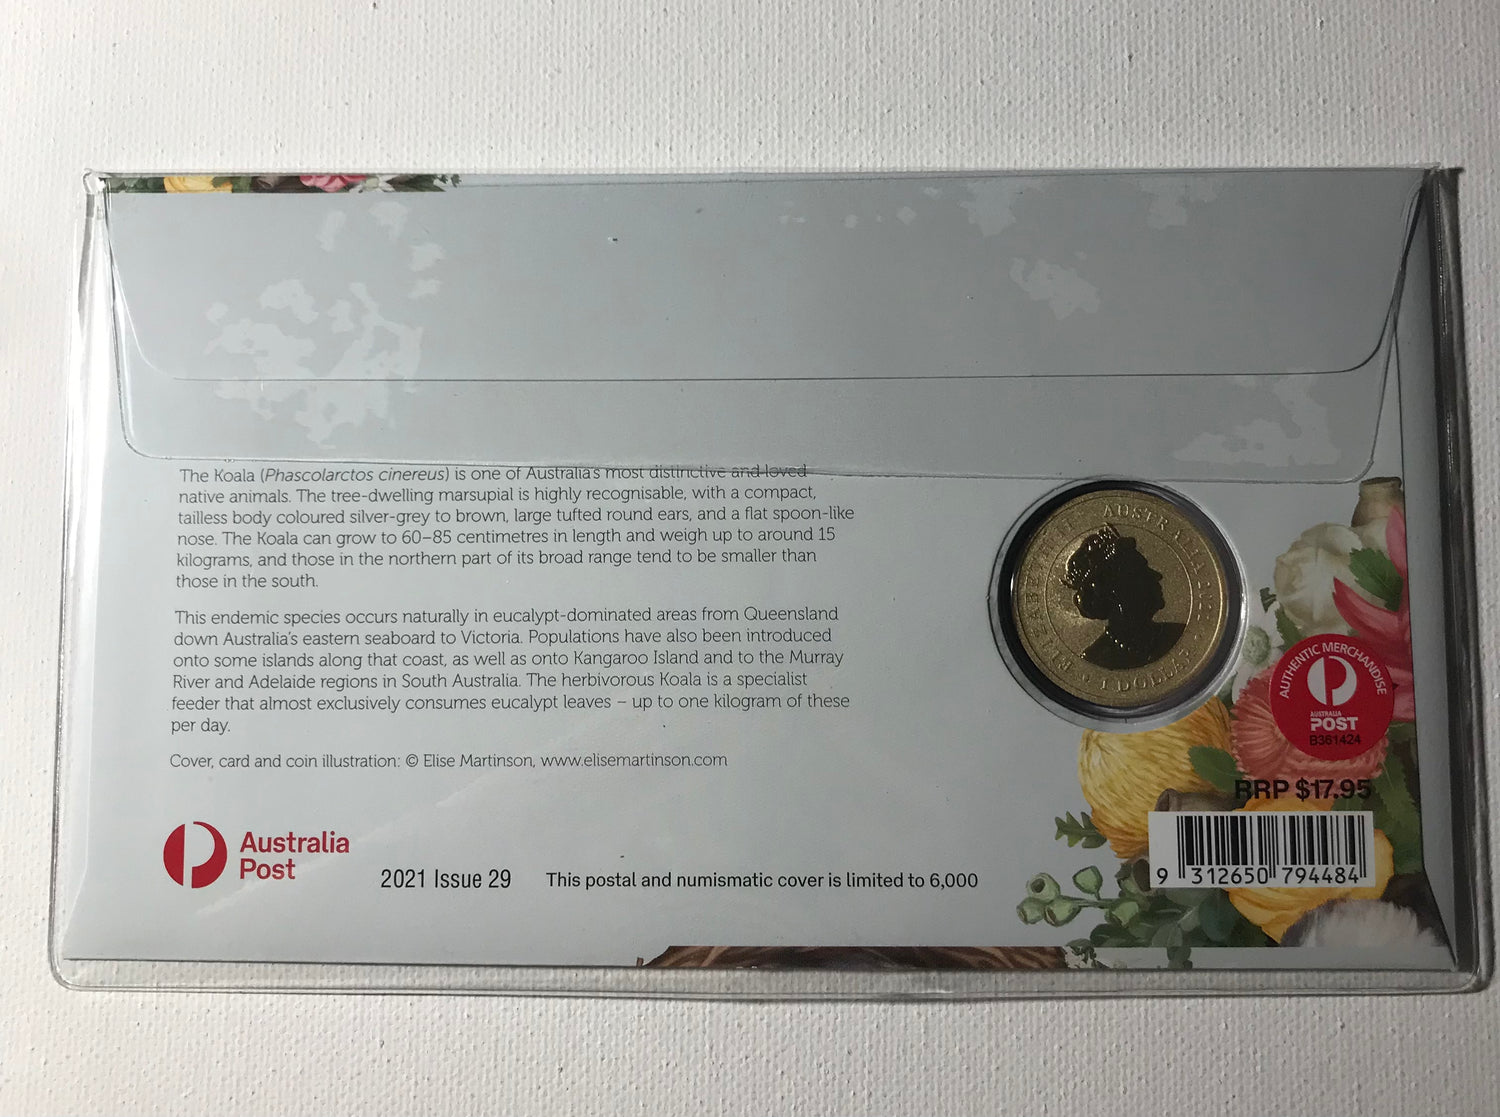 The Koala (Phascolarctos cinereus) is one of Australia's most distinctive and loved
native animals. The tree-dwelling marsupial is highly recognisable, with a compact,
tailless body coloured silver-grey to brown, large tufted round ears, and a flat spoon-like
nose. The Koala can grow to 60–85 centimetres in length and weigh up to around 15
kilograms, and those in the northern part of its broad range tend to be smaller than
those in the south.
This endemic species occurs naturally in eucalypt-dominated areas from Queensland
down Australia's eastern seaboard to Victoria. Populations have also been introduced
onto some islands along that coast, as well as onto Kangaroo Island and to the Murray
River and Adelaide regions in South Australia. The herbivorous Koala is a specialist
feeder that almost exclusively consumes eucalypt leaves – up to one kilogram of these
per day.
Cover, card and coin illustration: © Elise Martinson, www.elisemartinson.com
Australia
Post
2021 Issue 29
This postal and numismatic cover is limited to 6,000
ELIZABETH II AUSTRALIA 2021
1 DOLLAR
AUTHENTIC MERCHANDISE
AUSTRALIA
POST
B361424
RRP $17.95
9 312650 794484